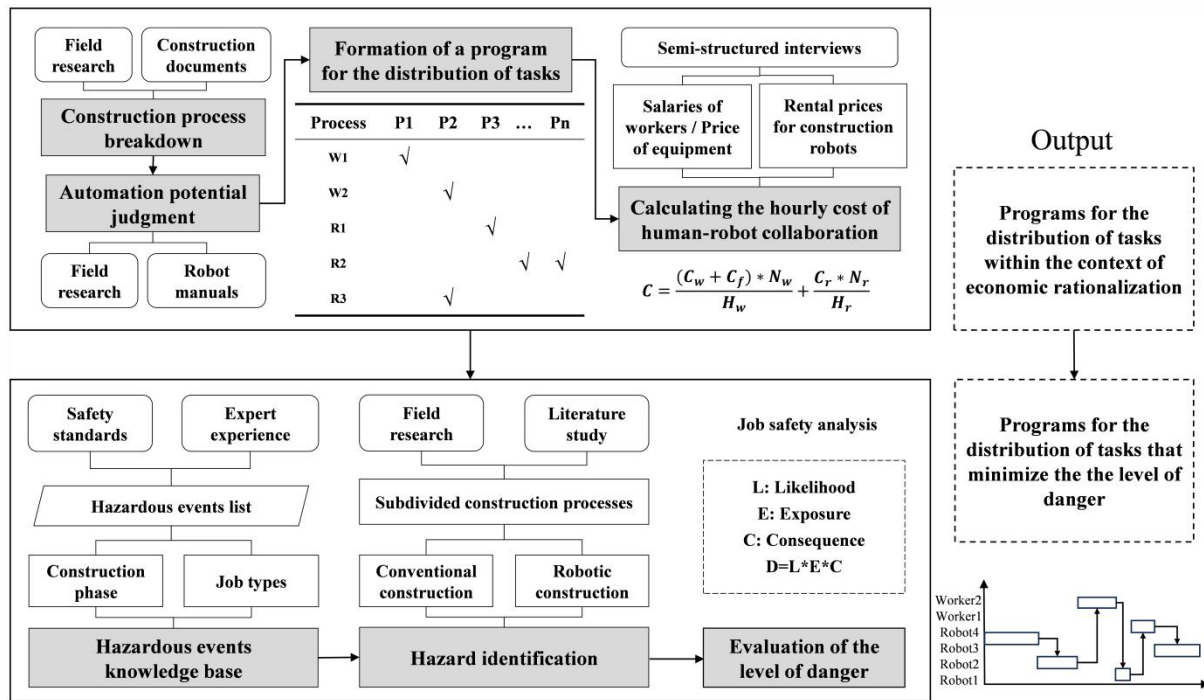 Field
research
Construction
documents
Construction process
breakdown
Automation potential
judgment
Field
research
Robot
manuals
Formation of a program
for the distribution of tasks
Process P1 P2 P3 … Pn
W1 √
W2 √
R1 √
R2 √ √
R3 √
Semi-structured interviews
Salaries of
workers / Price
of equipment
Rental prices
for construction
robots
Calculating the hourly cost of
human-robot collaboration
C = (C_w + C_f) * N_w / H_w + C_r * N_r / H_r
Output
Programs for the
distribution of tasks
within the context of
economic rationalization
Programs for the
distribution of tasks that
minimize the the level of
danger
Safety
standards
Expert
experience
Hazardous events list
Construction
phase
Job types
Hazardous events
knowledge base
Field
research
Literature
study
Subdivided construction processes
Conventional
construction
Robotic
construction
Hazard identification
Job safety analysis
L: Likelihood
E: Exposure
C: Consequence
D=L*E*C
Evaluation of the
level of danger
Worker2
Worker1
Robot4
Robot3
Robot2
Robot1